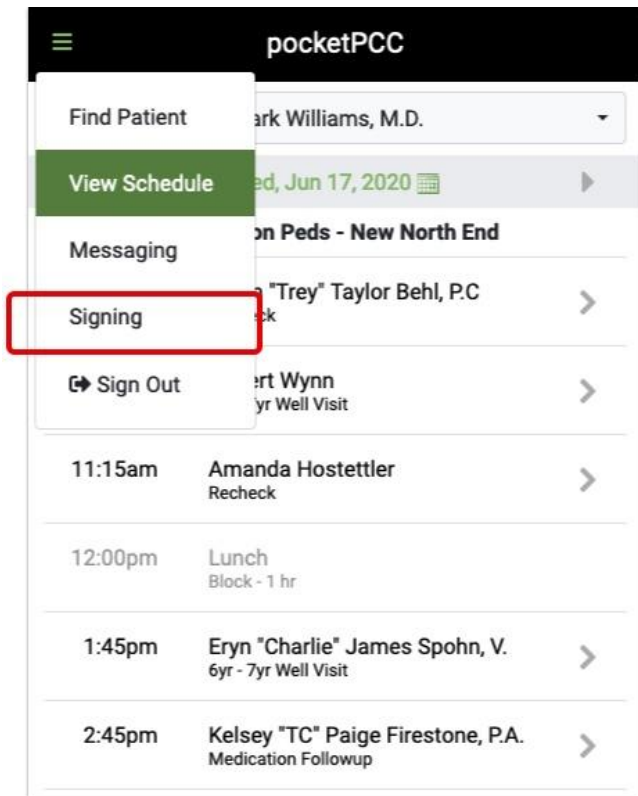 pocketPCC
Find Patient
ark Williams, M.D.
View Schedule
ed, Jun 17, 2020
on Peds - New North End
Messaging
"Trey" Taylor Behl, P.C
Signing
Sign Out
ert Wynn
yr Well Visit
11:15am Amanda Hostettler
Recheck
12:00pm Lunch
Block - 1 hr
1:45pm Eryn "Charlie" James Spohn, V.
6yr - 7yr Well Visit
2:45pm Kelsey "TC" Paige Firestone, P.A.
Medication Followup